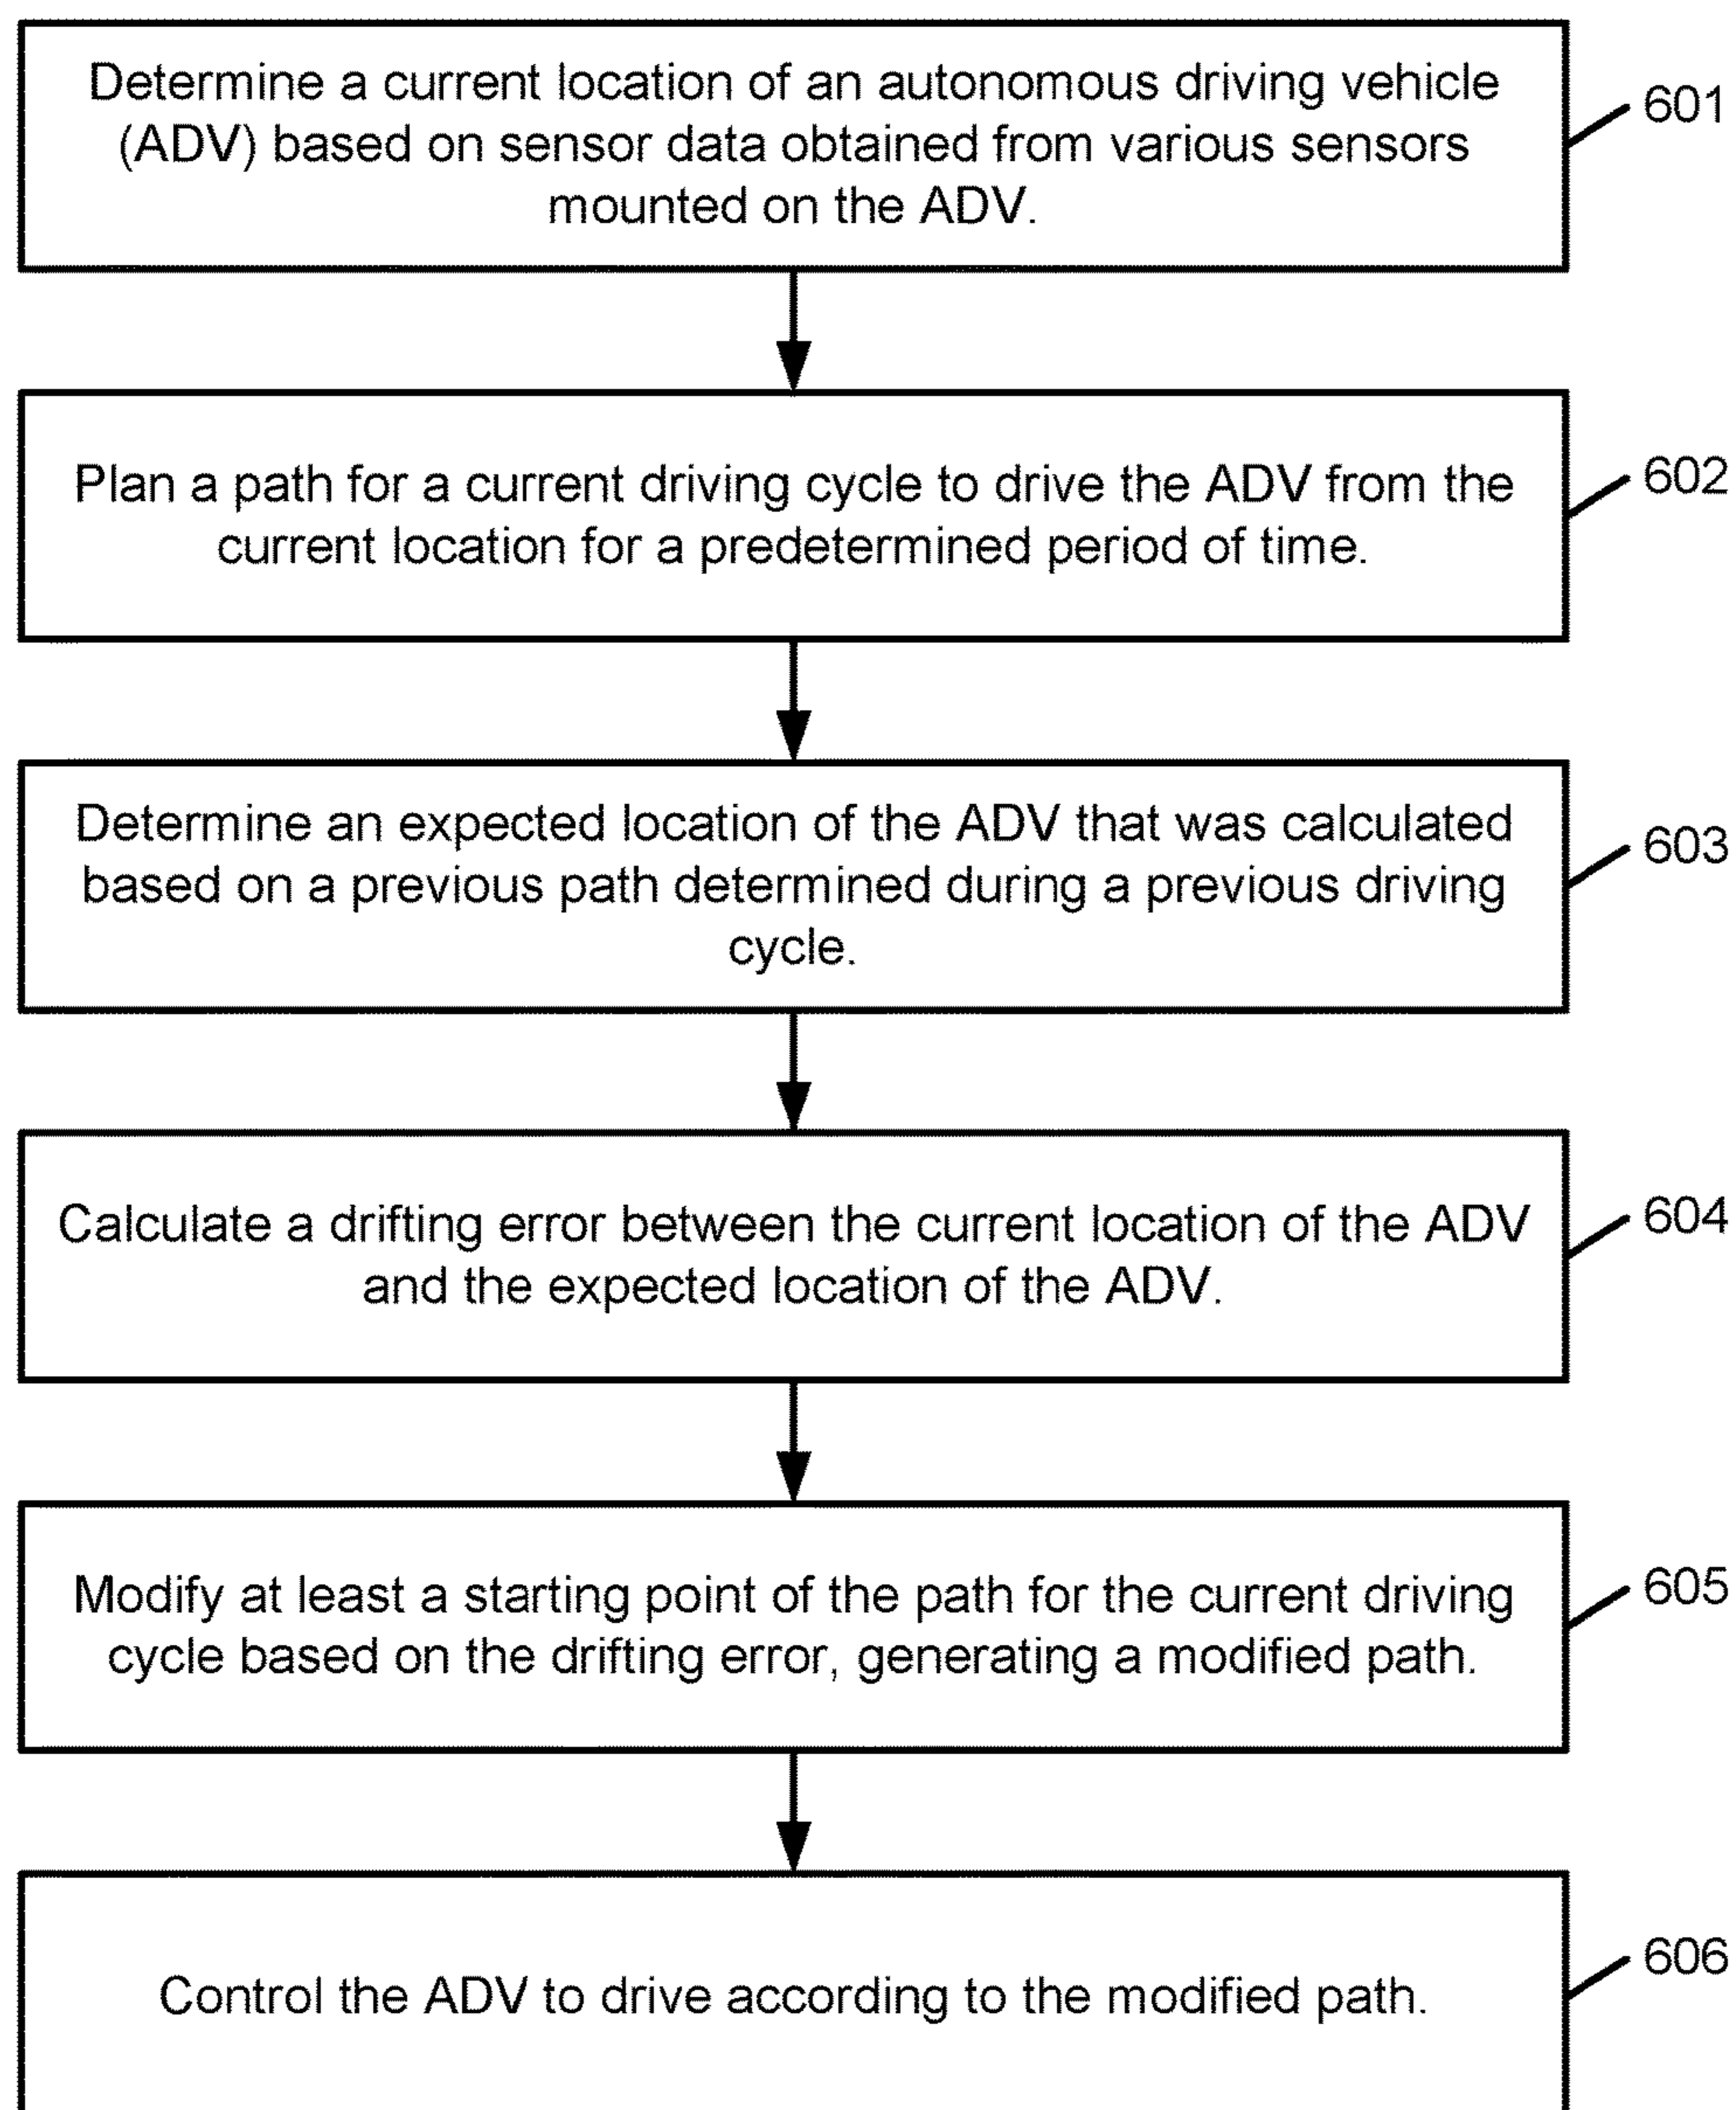 Determine a current location of an autonomous driving vehicle
(ADV) based on sensor data obtained from various sensors
mounted on the ADV.
601
Plan a path for a current driving cycle to drive the ADV from the
current location for a predetermined period of time.
602
Determine an expected location of the ADV that was calculated
based on a previous path determined during a previous driving
cycle.
603
Calculate a drifting error between the current location of the ADV
and the expected location of the ADV.
604
Modify at least a starting point of the path for the current driving
cycle based on the drifting error, generating a modified path.
605
Control the ADV to drive according to the modified path.
606